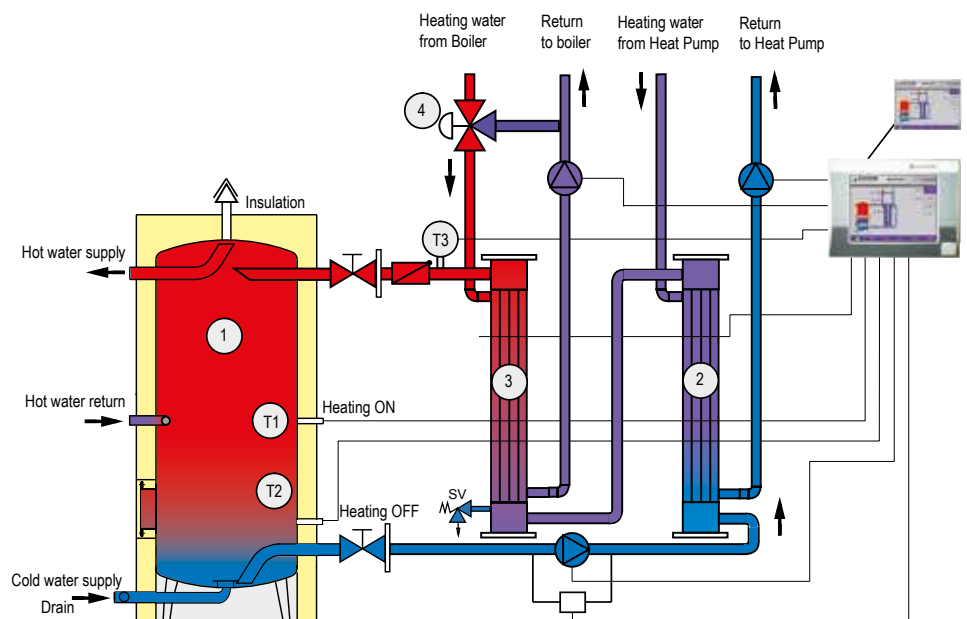 Heating water
from Boiler
Return
to boiler
Heating water
from Heat Pump
Return
to Heat Pump
4
Insulation
T3
Hot water supply
1
3
2
Hot water return
T1
Heating ON
T2
SV
Heating OFF
Cold water supply
Drain